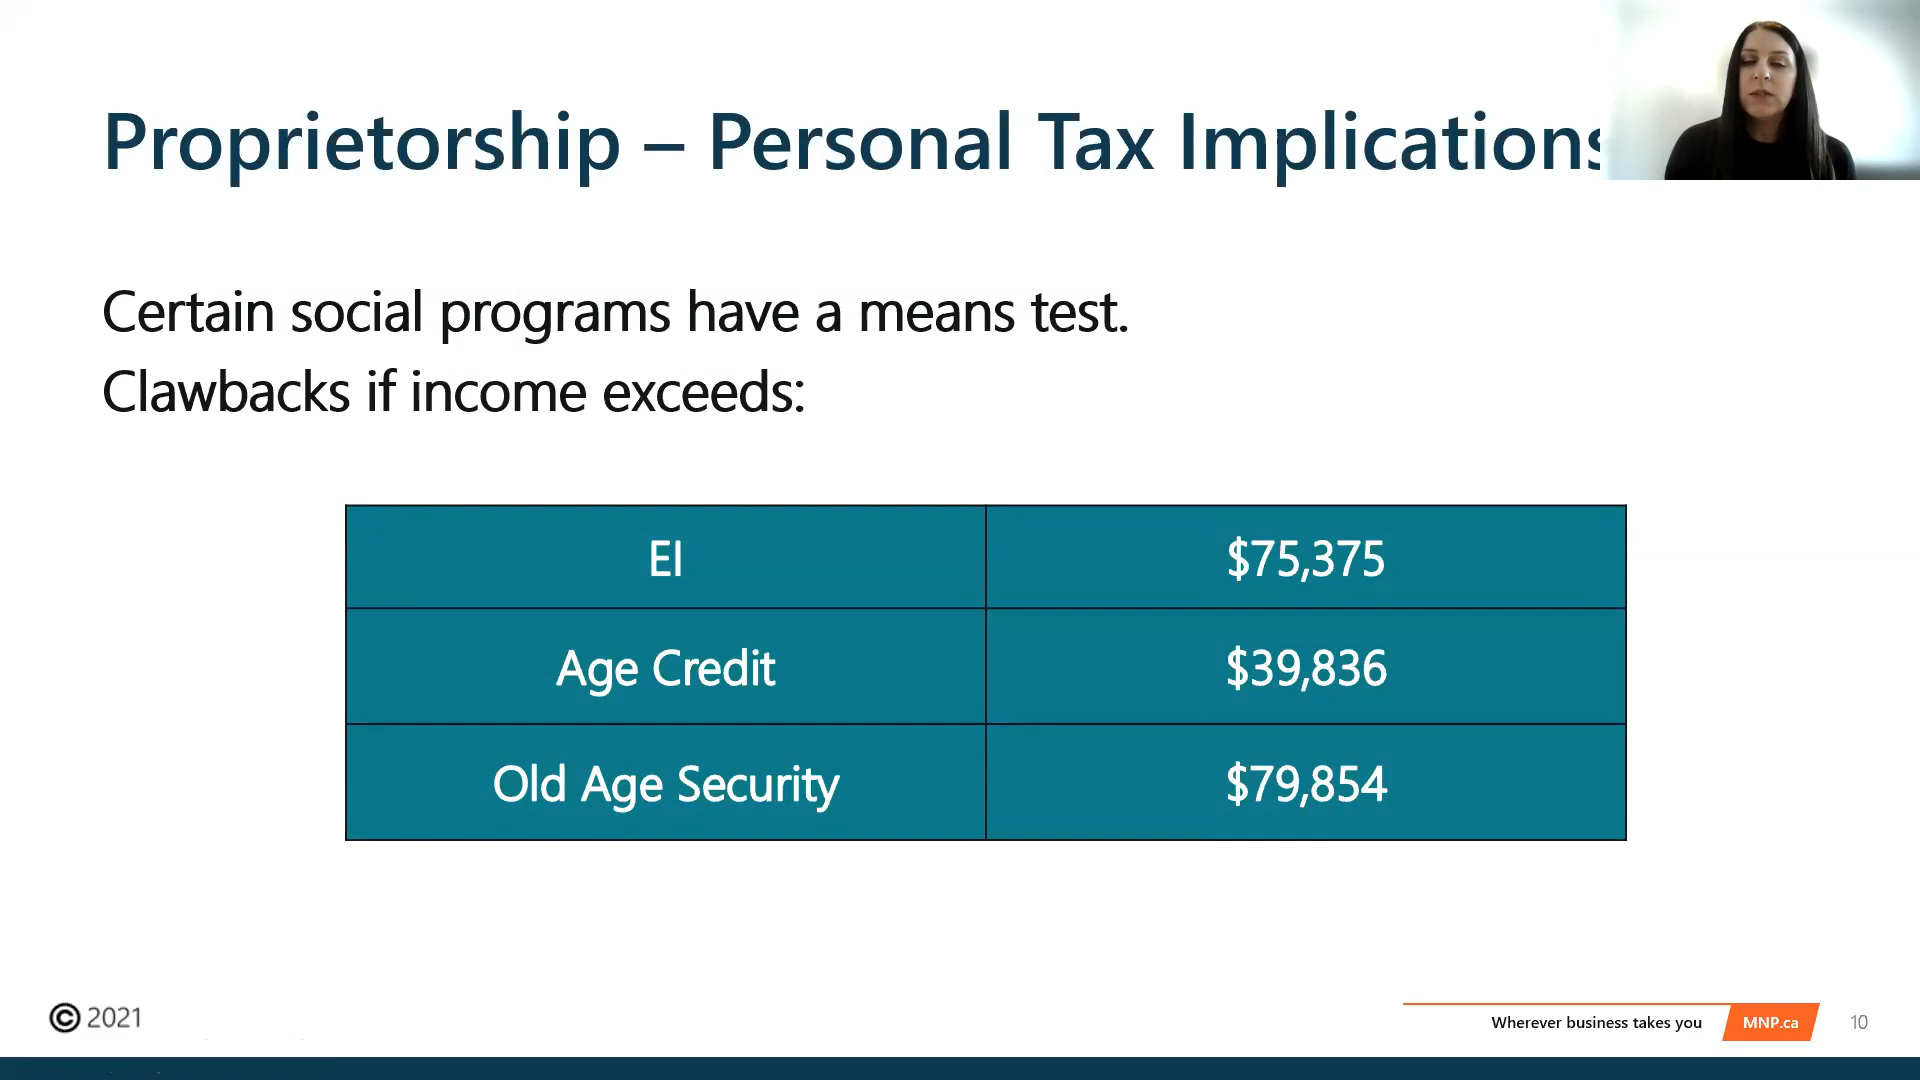 Proprietorship – Personal Tax Implications
Certain social programs have a means test.
Clawbacks if income exceeds:
EI $75,375
Age Credit $39,836
Old Age Security $79,854
© 2021
Wherever business takes you MNP.ca 10